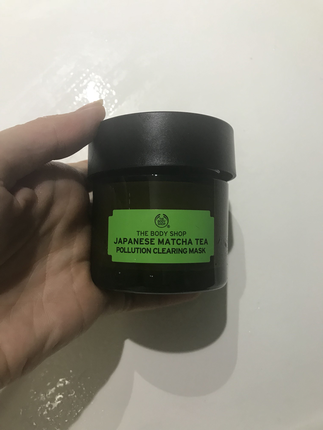 THE BODY SHOP
JAPANESE MATCHA TEA
POLLUTION CLEARING MASK